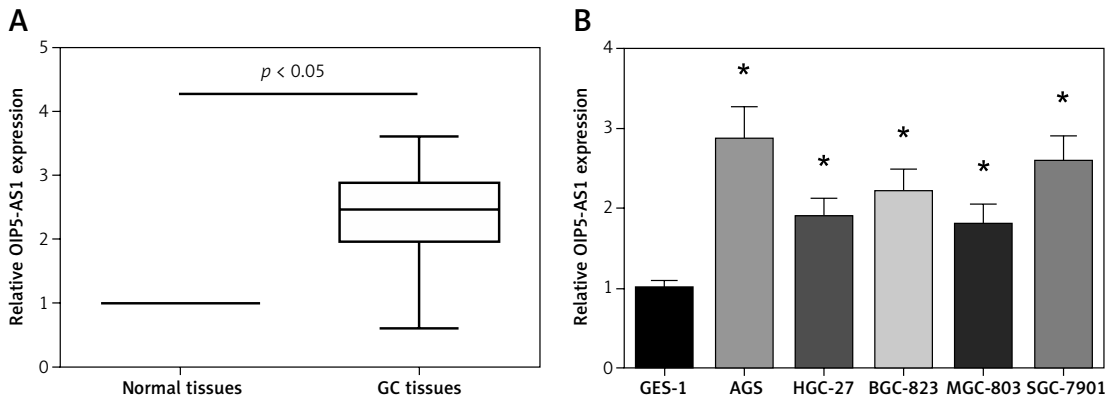 A
Relative OIP5-AS1 expression
5
4
3
2
1
0
p < 0.05
Normal tissues
GC tissues
B
Relative OIP5-AS1 expression
4
3
2
1
0
*
*
*
*
*
GES-1
AGS
HGC-27
BGC-823
MGC-803
SGC-7901